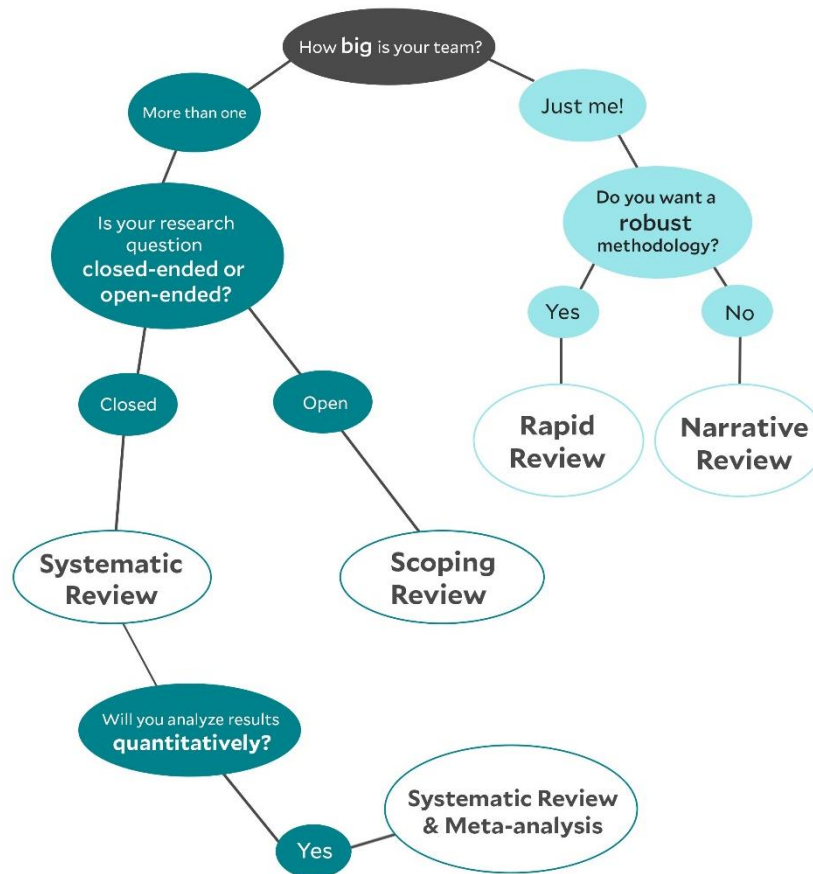 How big is your team?
More than one
Just me!
Is your research
question
closed-ended or
open-ended?
Do you want a
robust
methodology?
Yes
No
Closed
Open
Rapid
Review
Narrative
Review
Systematic
Review
Scoping
Review
Will you analyze results
quantitatively?
Systematic Review
& Meta-analysis
Yes